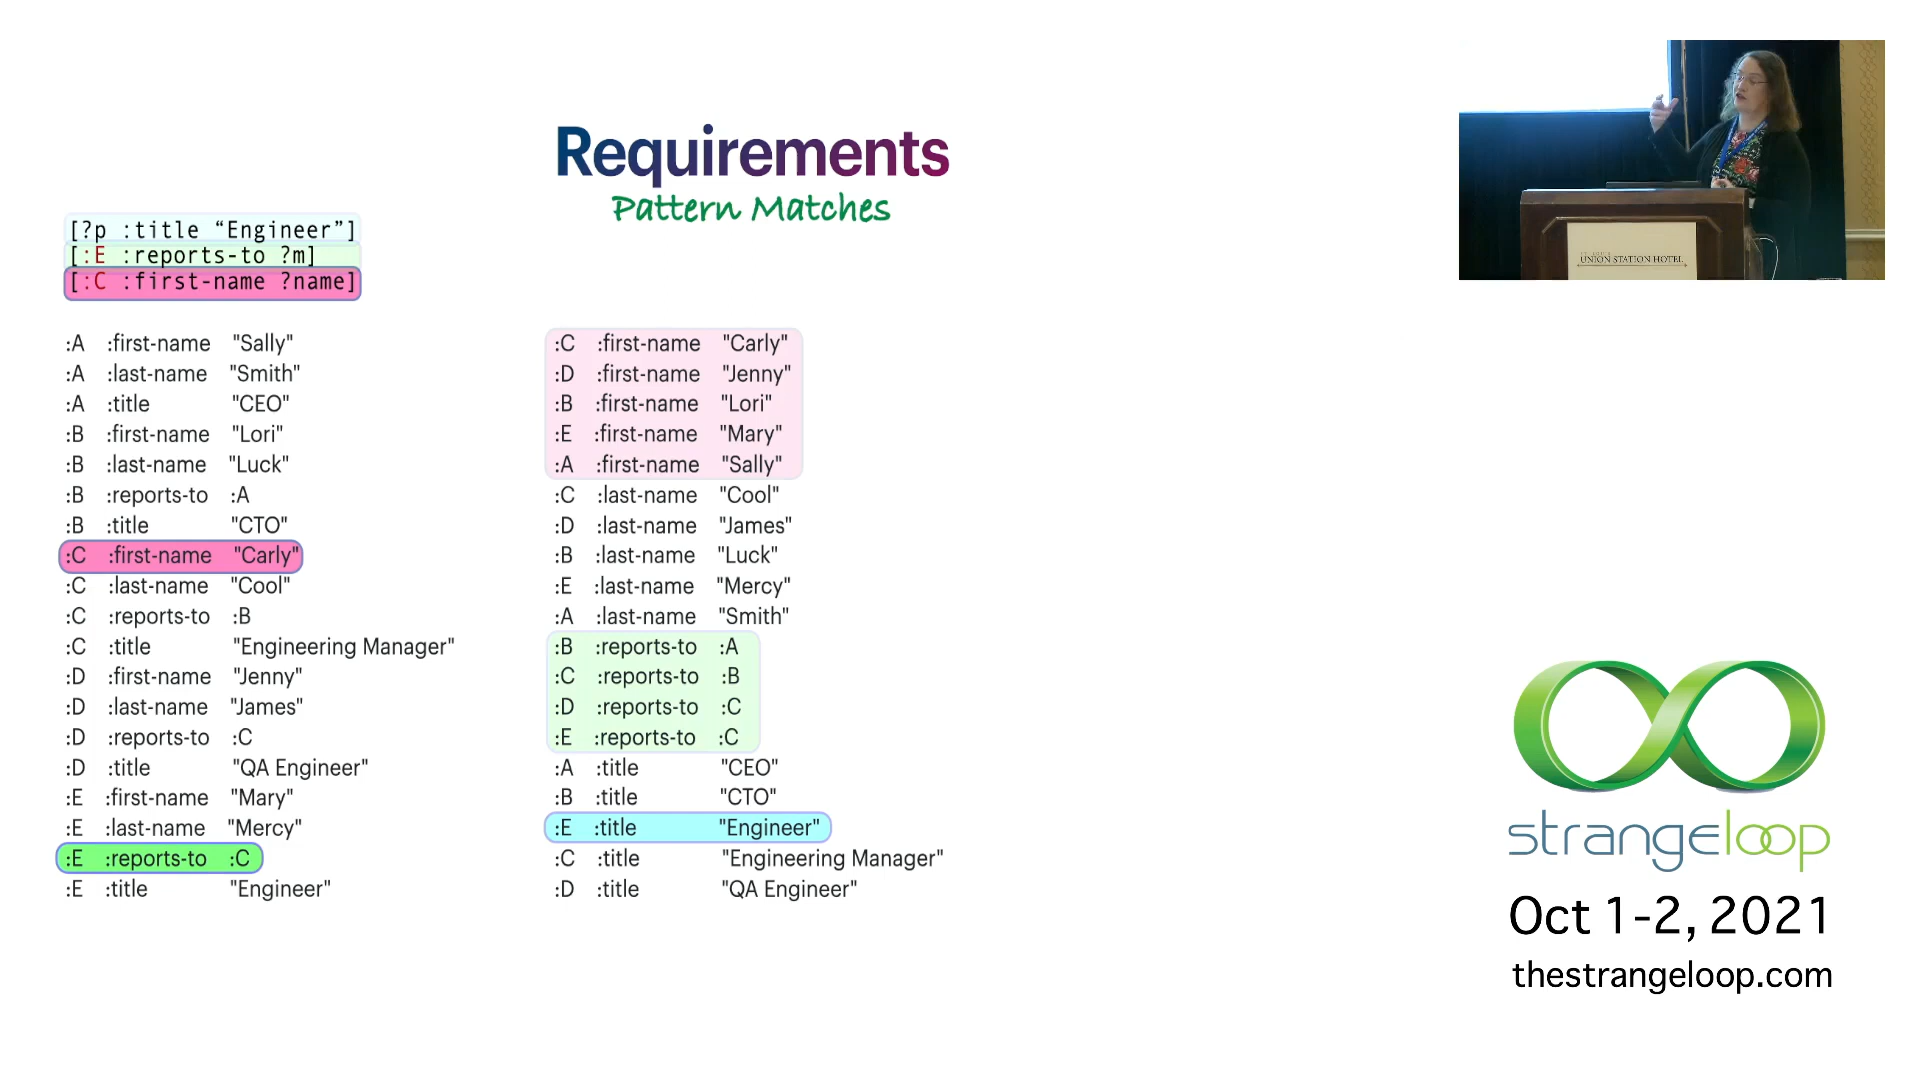 Requirements
Pattern Matches
[?p :title “Engineer”]
[:E :reports-to ?m]
[:C :first-name ?name]
:A :first-name "Sally"
:A :last-name "Smith"
:A :title "CEO"
:B :first-name "Lori"
:B :last-name "Luck"
:B :reports-to :A
:B :title "CTO"
:C :first-name "Carly"
:C :last-name "Cool"
:C :reports-to :B
:C :title "Engineering Manager"
:D :first-name "Jenny"
:D :last-name "James"
:D :reports-to :C
:D :title "QA Engineer"
:E :first-name "Mary"
:E :last-name "Mercy"
:E :reports-to :C
:E :title "Engineer"
:C :first-name "Carly"
:D :first-name "Jenny"
:B :first-name "Lori"
:E :first-name "Mary"
:A :first-name "Sally"
:C :last-name "Cool"
:D :last-name "James"
:B :last-name "Luck"
:E :last-name "Mercy"
:A :last-name "Smith"
:B :reports-to :A
:C :reports-to :B
:D :reports-to :C
:E :reports-to :C
:A :title "CEO"
:B :title "CTO"
:E :title "Engineer"
:C :title "Engineering Manager"
:D :title "QA Engineer"
UNION STATION HOTEL
strangeloop
Oct 1-2, 2021
thestrangeloop.com